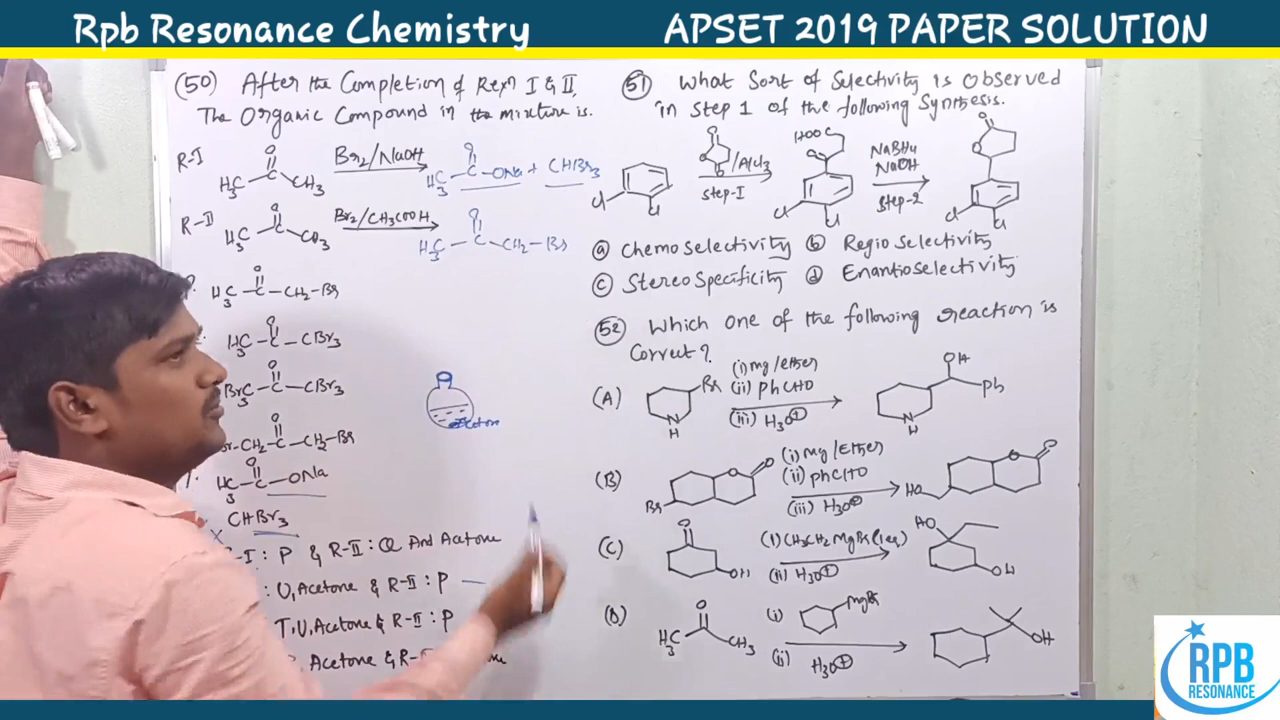 Rpb Resonance Chemistry
APSET 2019 PAPER SOLUTION
(50) After the Completion of Rexn I & II,
The Organic Compound in the mixture is.
R-I H3C C O CH3 Br2/NaOH H3C C O ONa + CHBr3
R-II H3C C O CH3 Br2/CH3COOH H3C C O CH2-Br
H3C-C-CH2-Br O
H3C-C-CBr3 O
Br3C-C-CBr3 O
Br-CH2-C-CH2-Br O
H3C-C-ONa O
CHBr3
R-I: P & R-II: Q And Acetone
: U, Acetone & R-II: P
T, U, Acetone & R-II: P
Acetone & R-II
Acetone
(51) What Sort of Selectivity is Observed
in Step 1 of the following Synthesis.
Cl Cl O O O /AlCl3 Step-I HOOC O Cl Cl NaBH4 NaOH Step-2 O O Cl Cl
(a) Chemo selectivity (b) Regio Selectivity
(c) Stereo Specificity (d) Enantioselectivity
(52) Which one of the following reaction is
Correct?
(A) N H Br (i) mg/Ether (ii) PhCHO (iii) H3O+ N H OH Ph
(B) Br O O (i) mg/Ether (ii) PhCHO (iii) H3O+ HO O O
(C) O OH (i) CH3CH2MgBr (1eq) (ii) H3O+ HO OH
(D) H3C O CH3 (i) MgBr (ii) H3O+ OH
RPB
RESONANCE